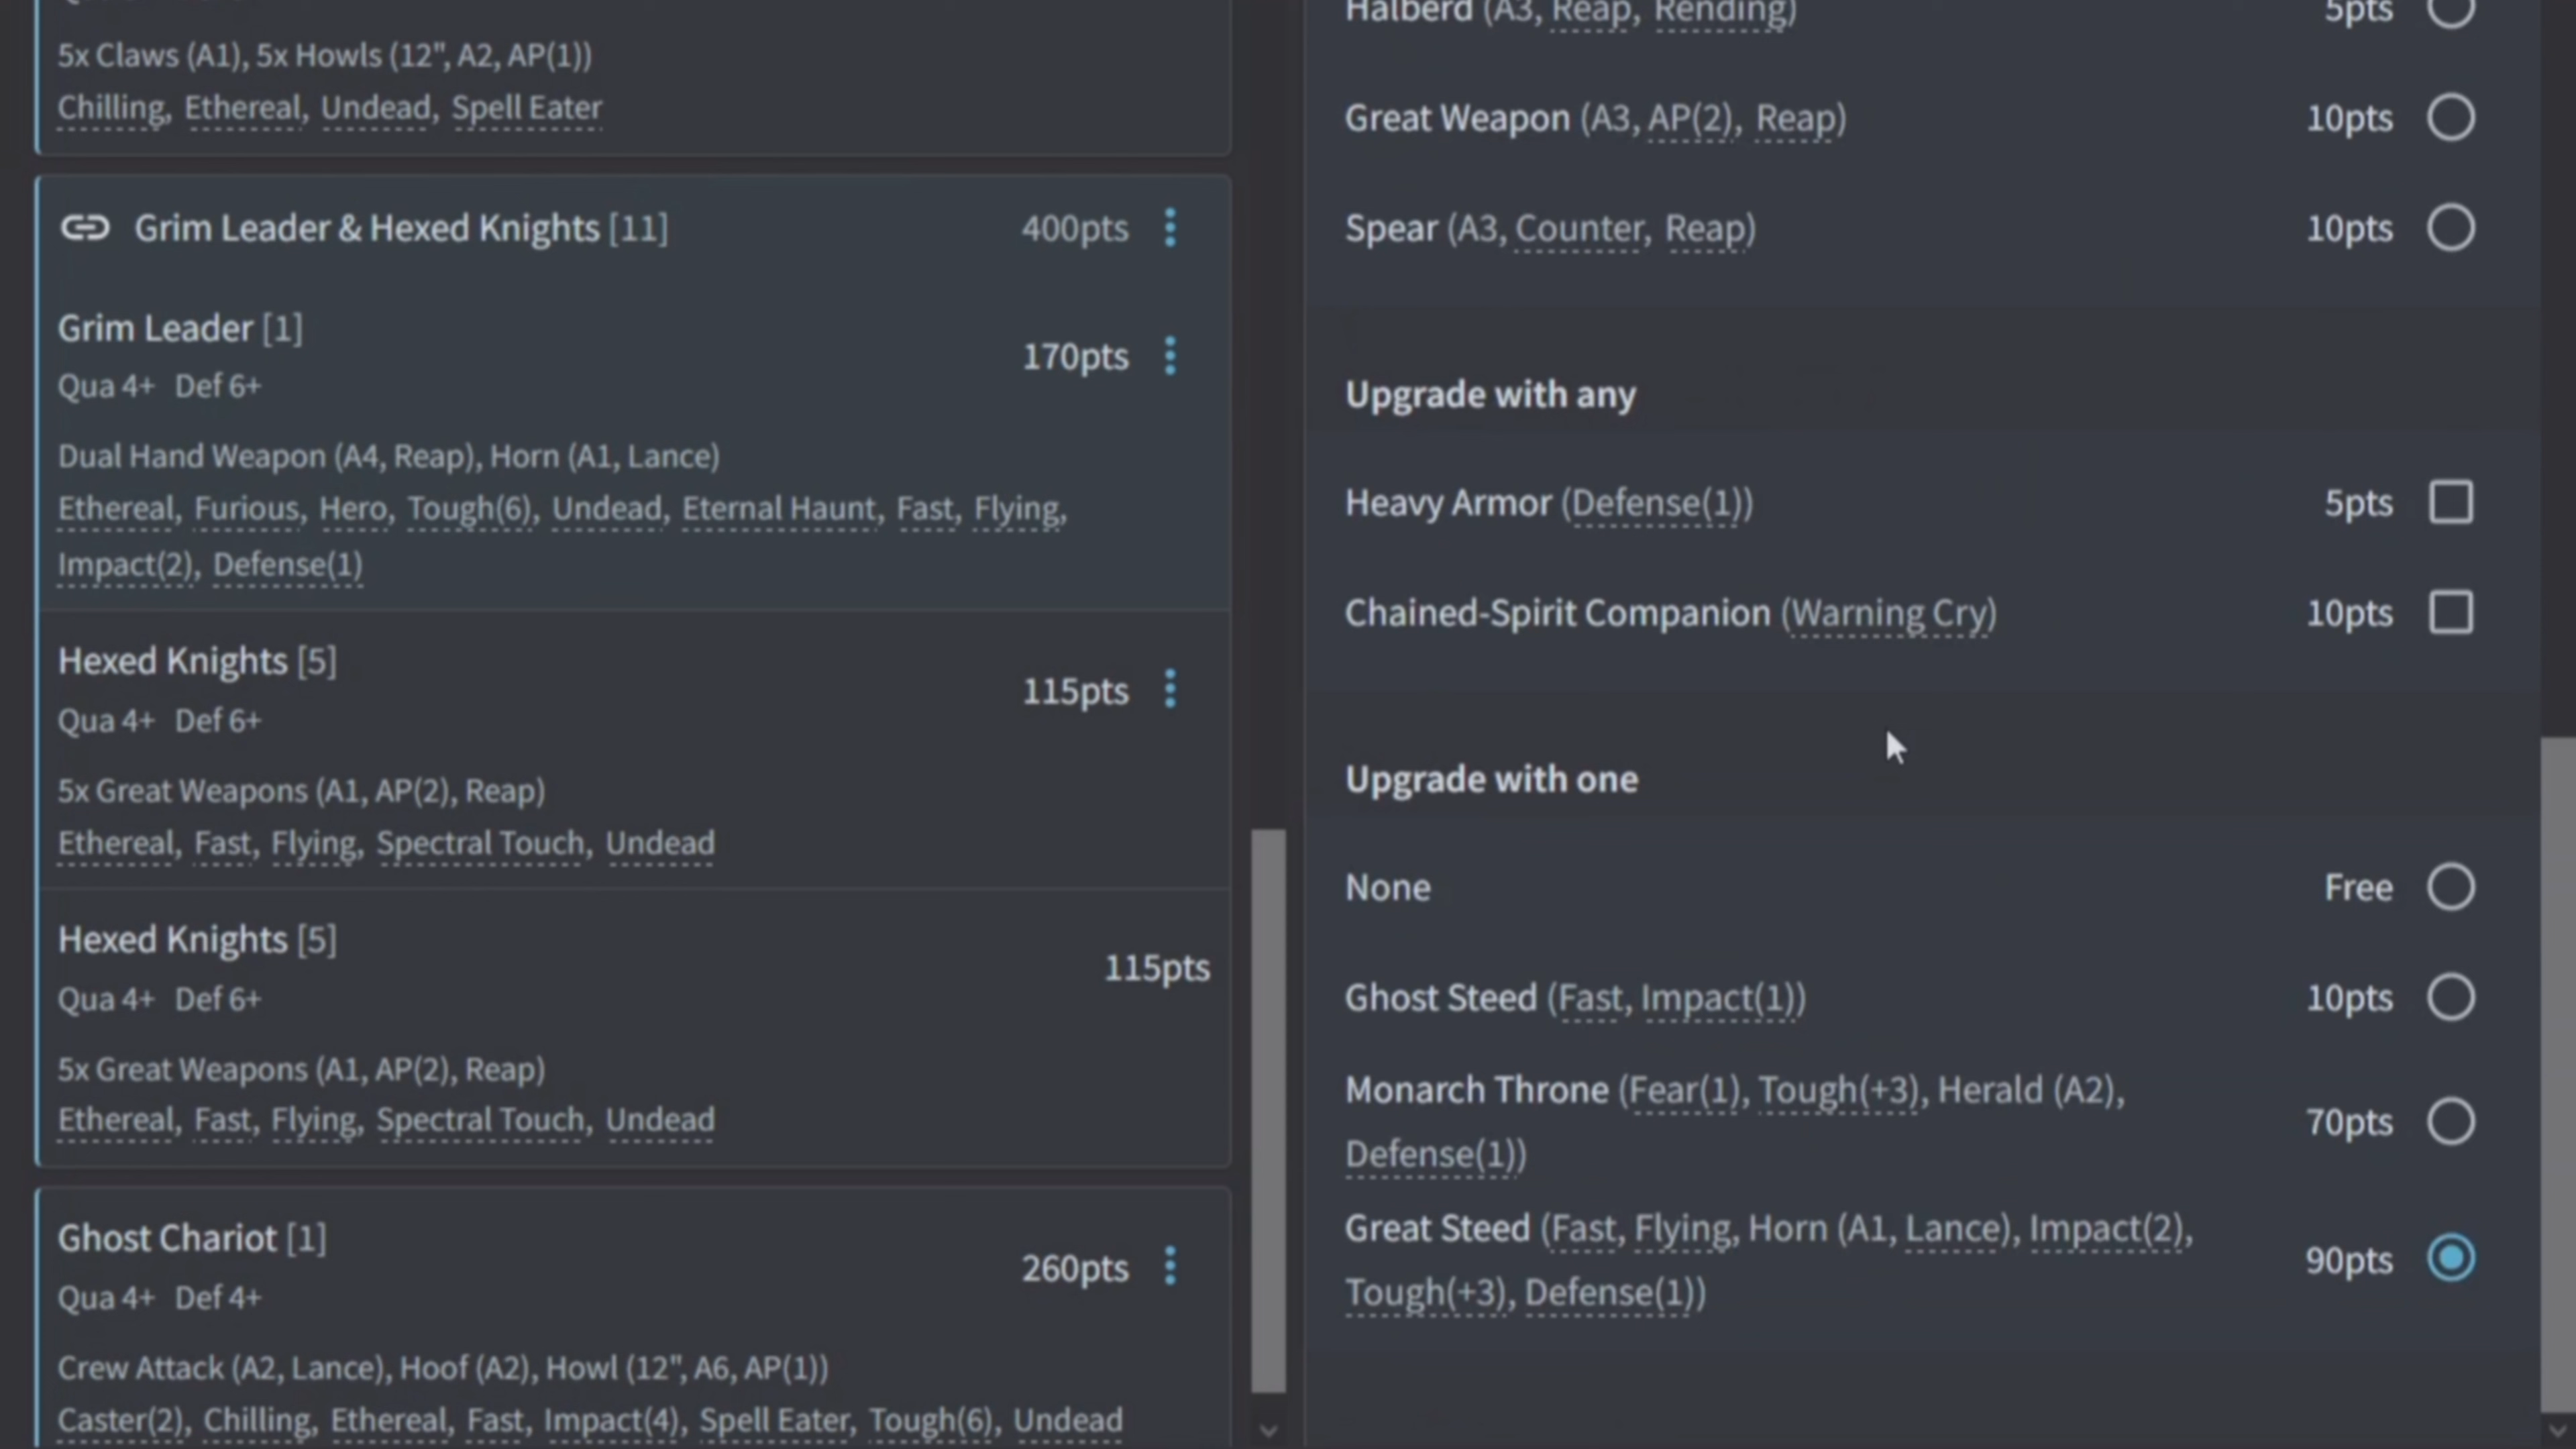 5x Claws (A1), 5x Howls (12", A2, AP(1))
Chilling, Ethereal, Undead, Spell Eater
Grim Leader & Hexed Knights [11] 400pts
Grim Leader [1]
170pts
Qua 4+ Def 6+
Dual Hand Weapon (A4, Reap), Horn (A1, Lance)
Ethereal, Furious, Hero, Tough(6), Undead, Eternal Haunt, Fast, Flying,
Impact(2), Defense(1)
Hexed Knights [5]
115pts
Qua 4+ Def 6+
5x Great Weapons (A1, AP(2), Reap)
Ethereal, Fast, Flying, Spectral Touch, Undead
Hexed Knights [5]
115pts
Qua 4+ Def 6+
5x Great Weapons (A1, AP(2), Reap)
Ethereal, Fast, Flying, Spectral Touch, Undead
Ghost Chariot [1]
260pts
Qua 4+ Def 4+
Crew Attack (A2, Lance), Hoof (A2), Howl (12", A6, AP(1))
Caster(2), Chilling, Ethereal, Fast, Impact(4), Spell Eater, Tough(6), Undead
Halberd (A3, Reap, Rending) 5pts
Great Weapon (A3, AP(2), Reap) 10pts
Spear (A3, Counter, Reap) 10pts
Upgrade with any
Heavy Armor (Defense(1)) 5pts
Chained-Spirit Companion (Warning Cry) 10pts
Upgrade with one
None Free
Ghost Steed (Fast, Impact(1)) 10pts
Monarch Throne (Fear(1), Tough(+3), Herald (A2),
70pts
Defense(1))
Great Steed (Fast, Flying, Horn (A1, Lance), Impact(2),
90pts
Tough(+3), Defense(1))